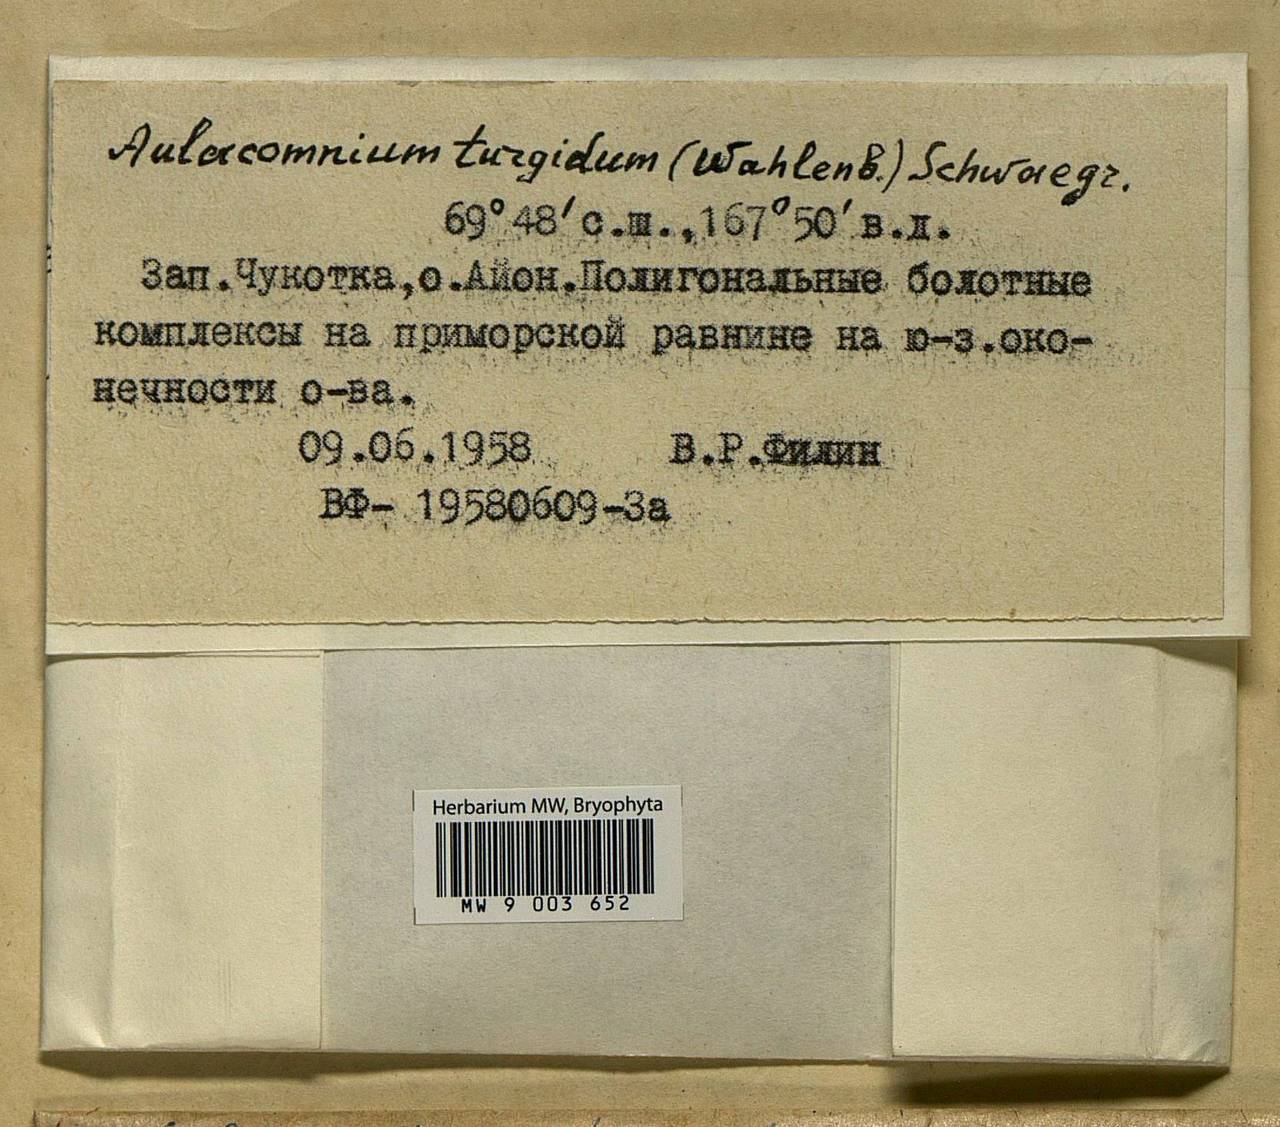 Aulacomnium turgidum (Wahlenb.) Schwaegr.
69°48′с.ш.,167°50′в.д.
Зап.Чукотка,о.Айон.Полигональные болотные
комплексы на приморской равнине на ю-з.око-
нечности о-ва.
09.06.1958 В.Р.Филин
ВФ- 19580609-3а
Herbarium MW, Bryophyta
MW 9 003 652